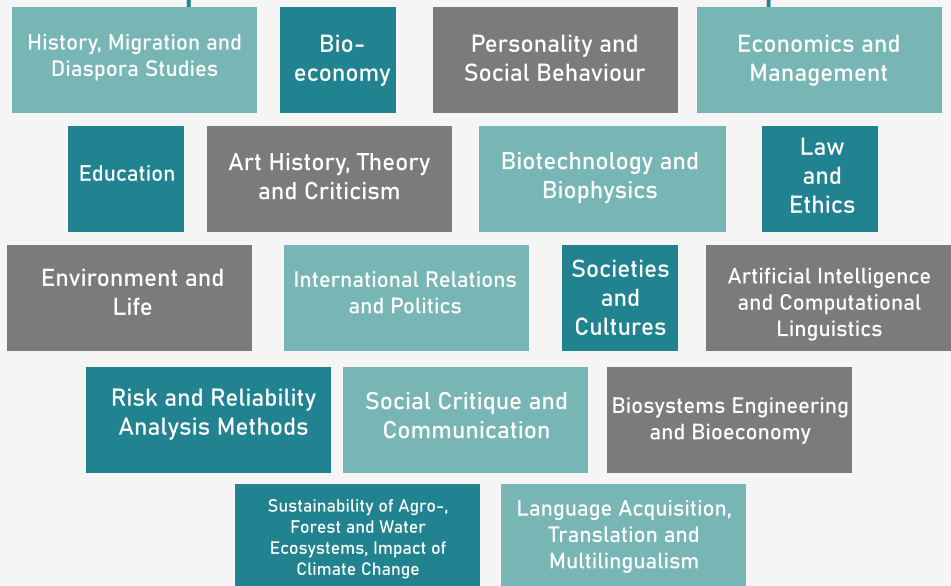 History, Migration and
Diaspora Studies
Bio-
economy
Personality and
Social Behaviour
Economics and
Management
Education
Art History, Theory
and Criticism
Biotechnology and
Biophysics
Law
and
Ethics
Environment and
Life
International Relations
and Politics
Societies
and
Cultures
Artificial Intelligence
and Computational
Linguistics
Risk and Reliability
Analysis Methods
Social Critique and
Communication
Biosystems Engineering
and Bioeconomy
Sustainability of Agro-,
Forest and Water
Ecosystems, Impact of
Climate Change
Language Acquisition,
Translation and
Multilingualism